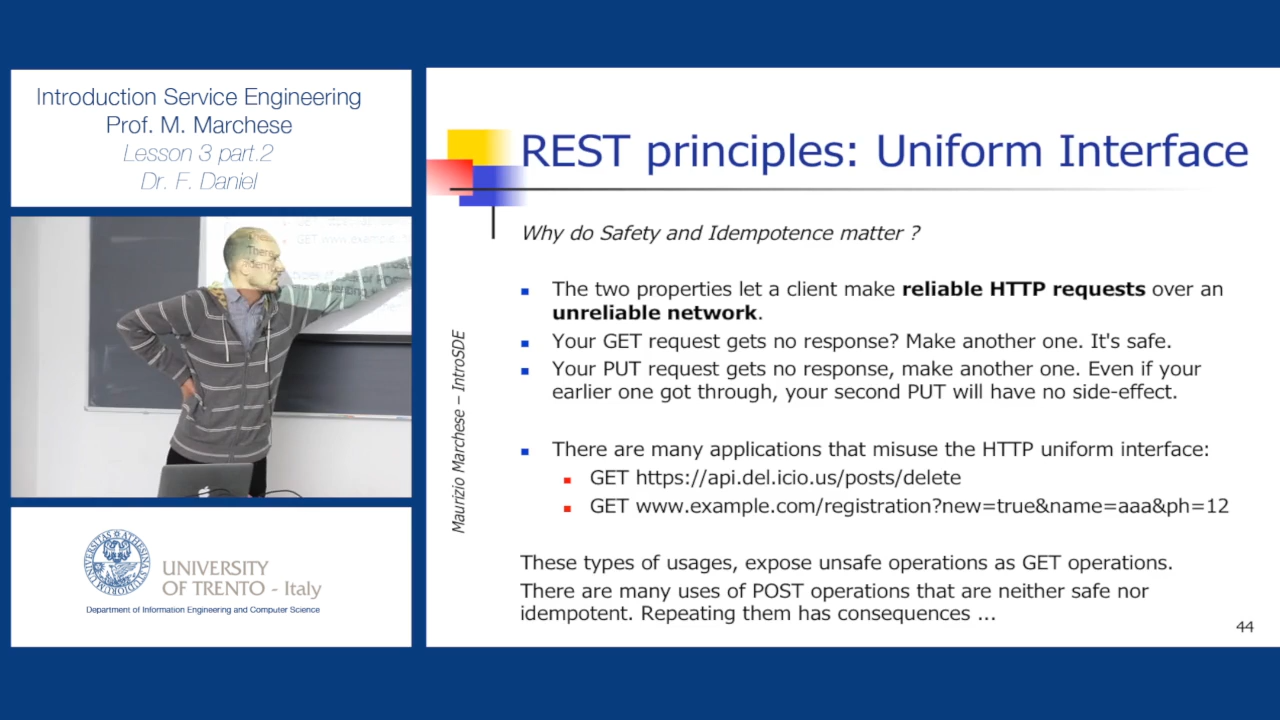 Introduction Service Engineering
Prof. M. Marchese
Lesson 3 part.2
Dr. F. Daniel
UNIVERSITY
OF TRENTO - Italy
Department of Information Engineering and Computer Science
REST principles: Uniform Interface
Why do Safety and Idempotence matter ?
The two properties let a client make reliable HTTP requests over an
unreliable network.
Your GET request gets no response? Make another one. It's safe.
Your PUT request gets no response, make another one. Even if your
earlier one got through, your second PUT will have no side-effect.
There are many applications that misuse the HTTP uniform interface:
GET https://api.del.icio.us/posts/delete
GET www.example.com/registration?new=true&name=aaa&ph=12
These types of usages, expose unsafe operations as GET operations.
There are many uses of POST operations that are neither safe nor
idempotent. Repeating them has consequences ...
Maurizio Marchese – IntroSDE
44